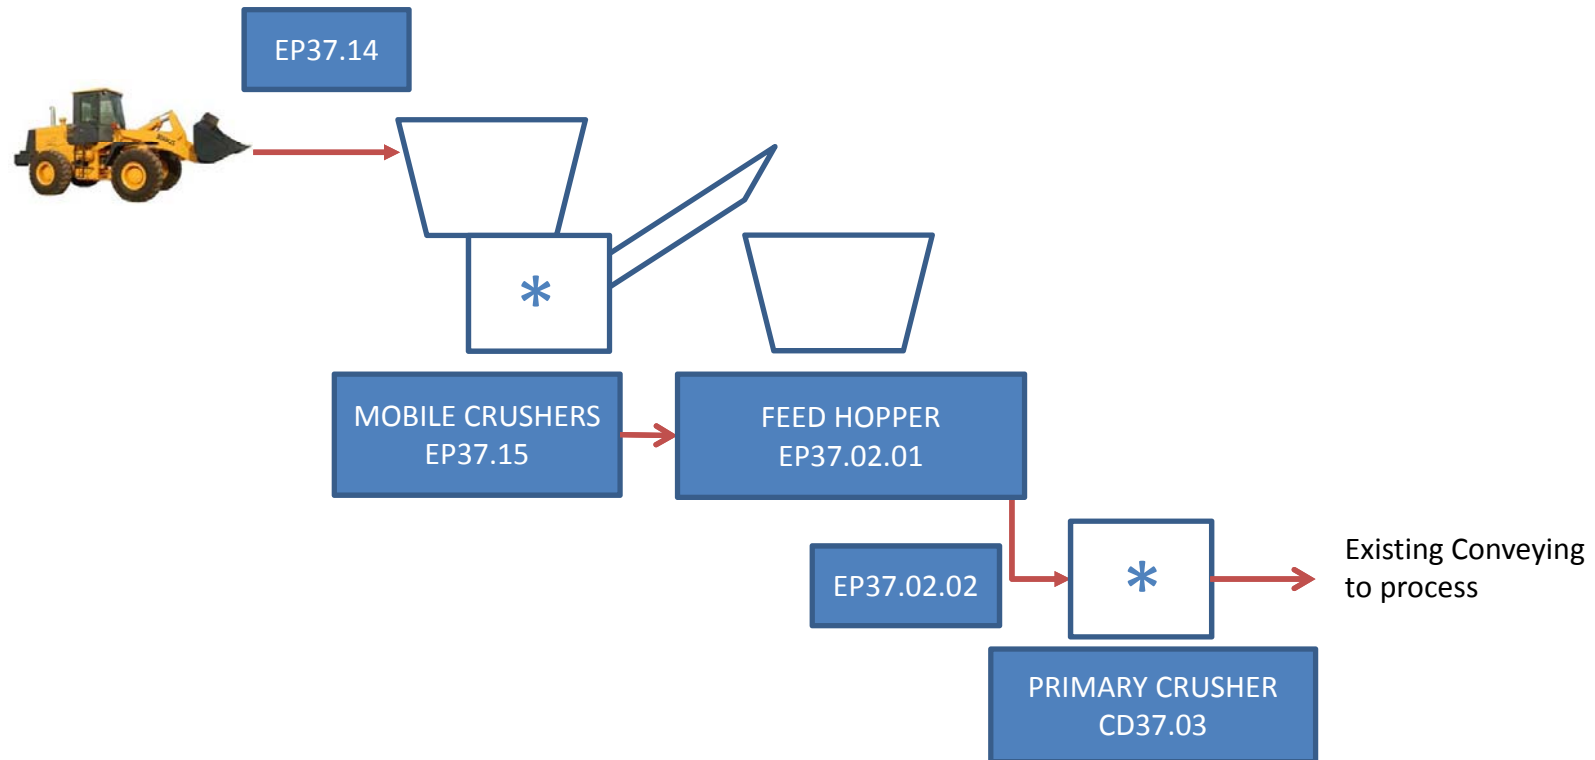 EP37.14
*
MOBILE CRUSHERS
EP37.15
FEED HOPPER
EP37.02.01
EP37.02.02
*
Existing Conveying
to process
PRIMARY CRUSHER
CD37.03